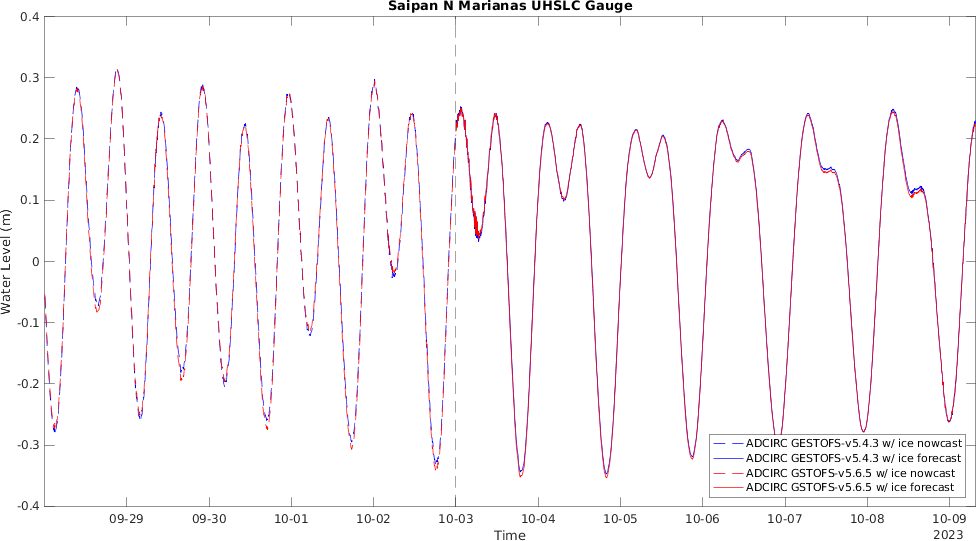 Saipan N Marianas UHSLC Gauge
0.4
0.3
0.2
0.1
0
-0.1
-0.2
-0.3
-0.4
Water Level (m)
ADCIRC GESTOFS-v5.4.3 w/ ice nowcast
ADCIRC GESTOFS-v5.4.3 w/ ice forecast
ADCIRC GSTOFS-v5.6.5 w/ ice nowcast
ADCIRC GSTOFS-v5.6.5 w/ ice forecast
09-29 09-30 10-01 10-02 10-03 10-04 10-05 10-06 10-07 10-08 10-09
2023
Time